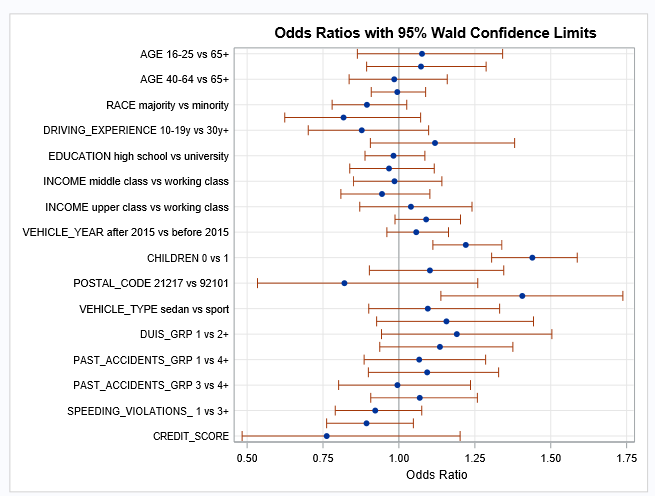 Odds Ratios with 95% Wald Confidence Limits
AGE 16-25 vs 65+
AGE 40-64 vs 65+
RACE majority vs minority
DRIVING_EXPERIENCE 10-19y vs 30y+
EDUCATION high school vs university
INCOME middle class vs working class
INCOME upper class vs working class
VEHICLE_YEAR after 2015 vs before 2015
CHILDREN 0 vs 1
POSTAL_CODE 21217 vs 92101
VEHICLE_TYPE sedan vs sport
DUIS_GRP 1 vs 2+
PAST_ACCIDENTS_GRP 1 vs 4+
PAST_ACCIDENTS_GRP 3 vs 4+
SPEEDING_VIOLATIONS_ 1 vs 3+
CREDIT_SCORE
0.50 0.75 1.00 1.25 1.50 1.75
Odds Ratio